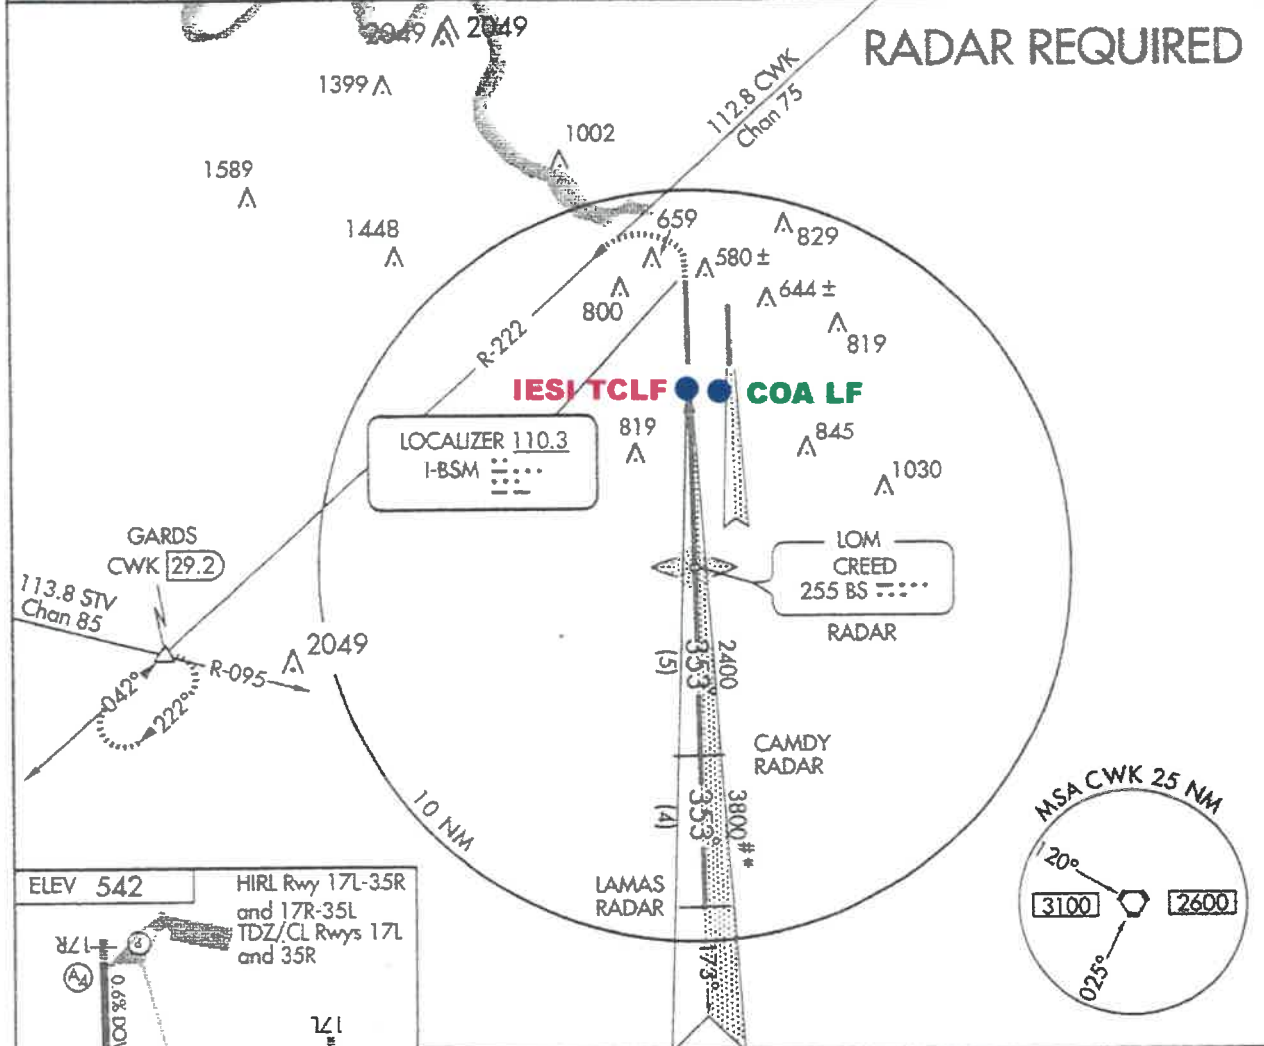 RADAR REQUIRED
2049
2049
1399
1002
112.8 CWK
Chan 75
1589
1448
659
829
580 ±
644 ±
800
819
R-222
IESI TCLF
COA LF
LOCALIZER 110.3
I-BSM
819
845
1030
GARDS
CWK 29.2
113.8 STV
Chan 85
LOM
CREED
255 BS
RADAR
2049
R-095
042°
222°
2400
353°
(5)
CAMDY
RADAR
3800#*
353°
(4)
10 NM
MSA CWK 25 NM
120°
3100
2600
025°
LAMAS
RADAR
173°
ELEV 542
HIRL Rwy 17L-35R
and 17R-35L
TDZ/CL Rwys 17L
and 35R
17R
A4
17L